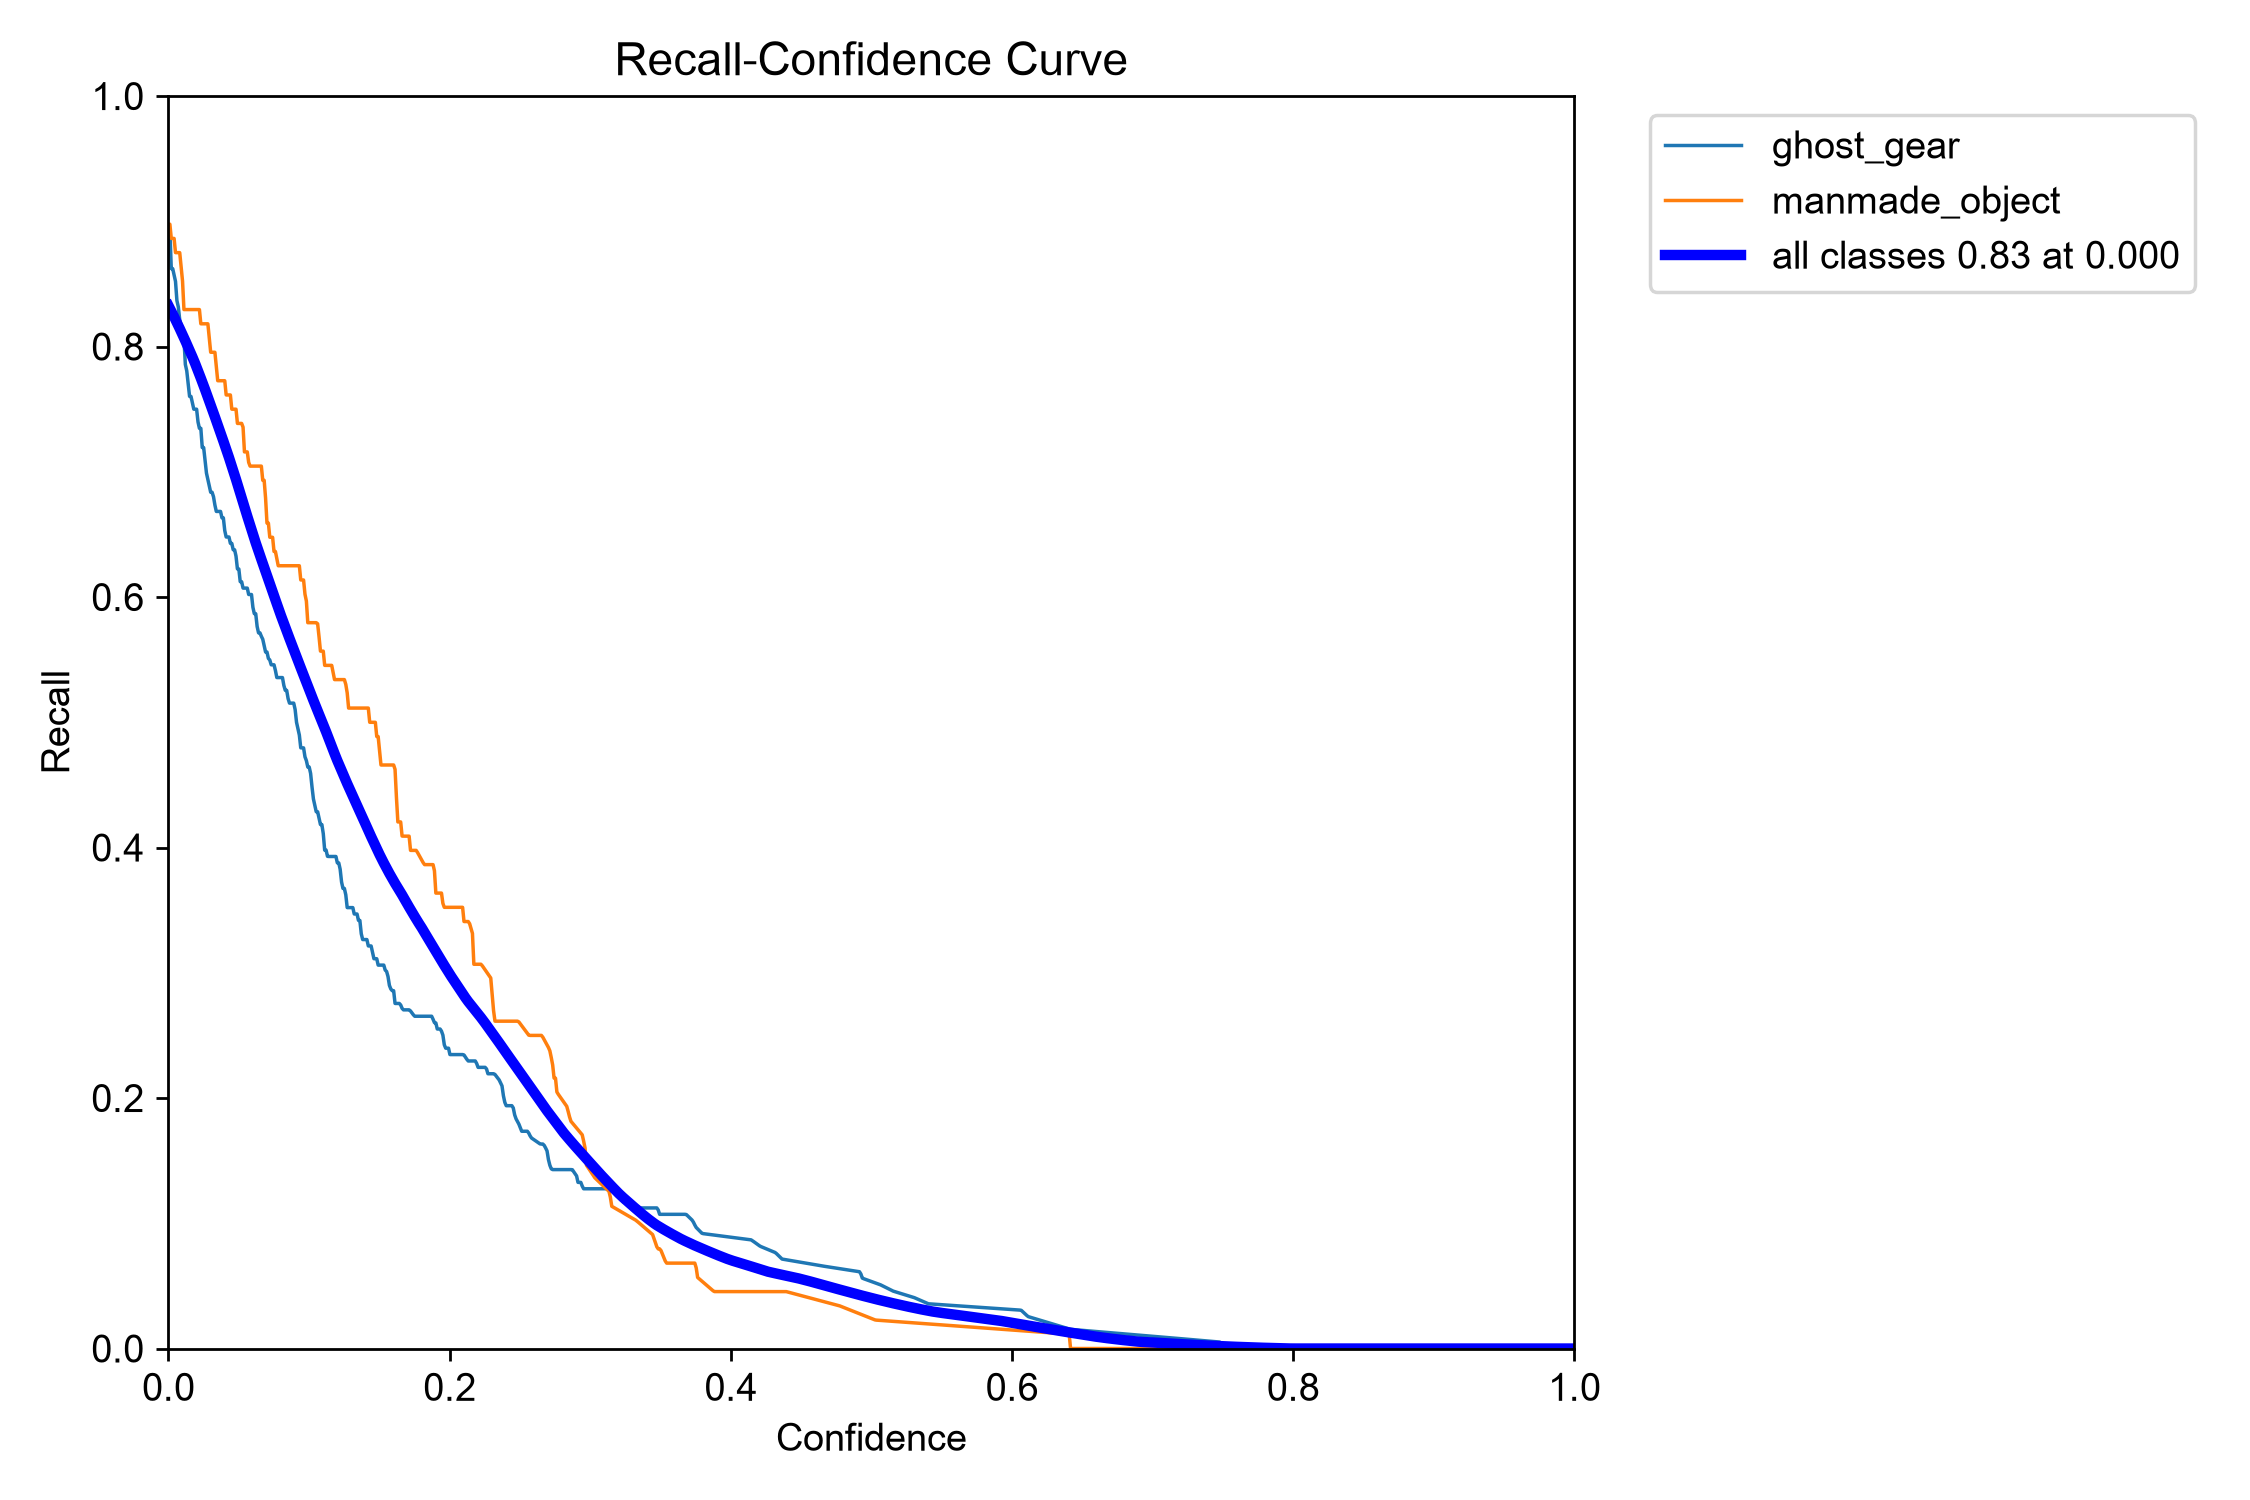 Recall-Confidence Curve
1.0
0.8
0.6
0.4
0.2
0.0
Recall
0.0 0.2 0.4 0.6 0.8 1.0
Confidence
ghost_gear
manmade_object
all classes 0.83 at 0.000